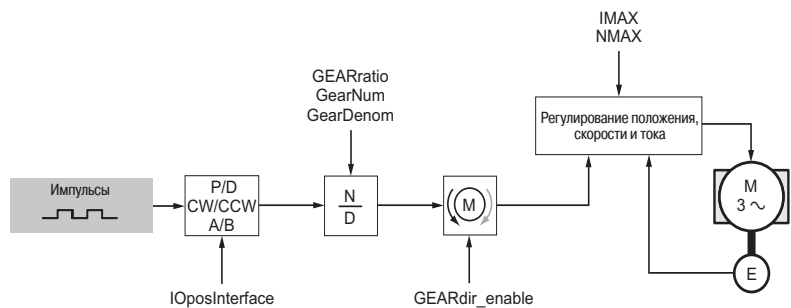 IMAX
NMAX
GEARratio
GearNum
GearDenom
Регулирование положения,
скорости и тока
Импульсы
P/D
CW/CCW
A/B
N
D
M
M
3 ~
E
IOposInterface
GEARdir_enable